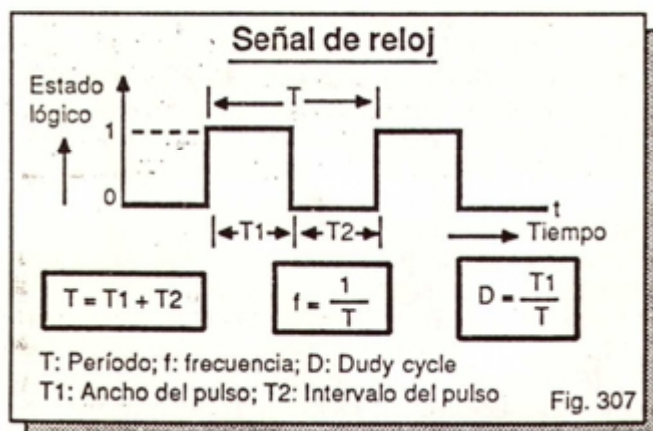 Señal de reloj
Estado
lógico
T
1
0
T1
T2
t
Tiempo
T = T1 + T2
f = 1/T
D = T1/T
T: Período; f: frecuencia; D: Dudy cycle
T1: Ancho del pulso; T2: Intervalo del pulso
Fig. 307